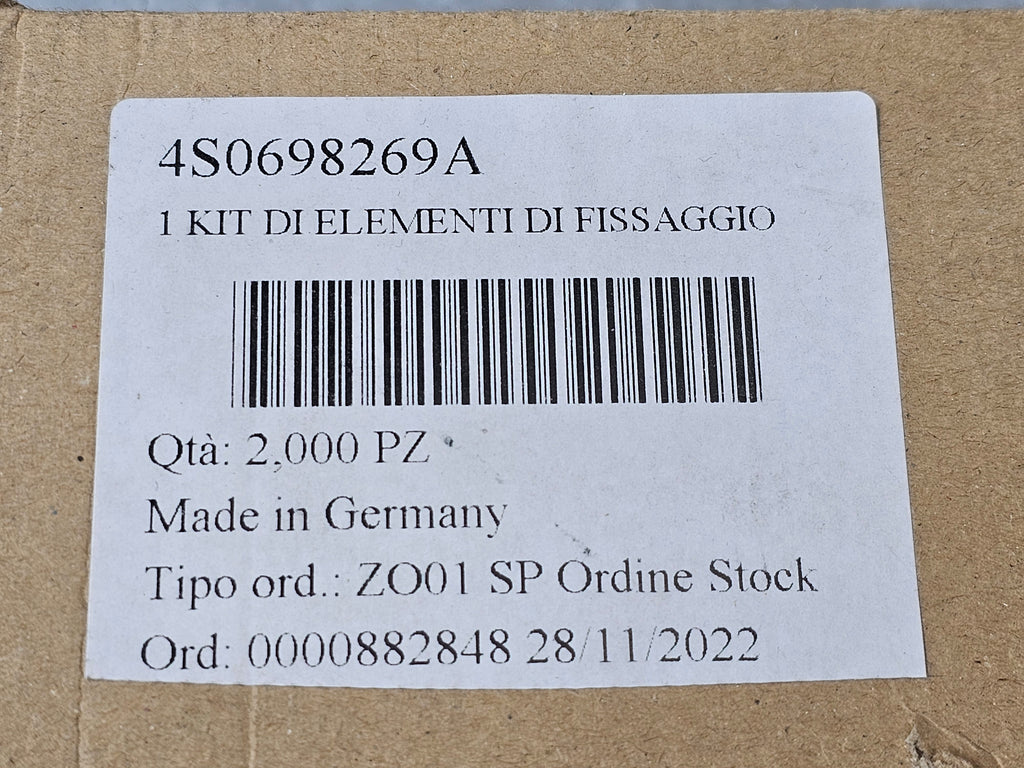 4S0698269A
1 KIT DI ELEMENTI DI FISSAGGIO
Qtà: 2,000 PZ
Made in Germany
Tipo ord.: ZO01 SP Ordine Stock
Ord: 0000882848 28/11/2022